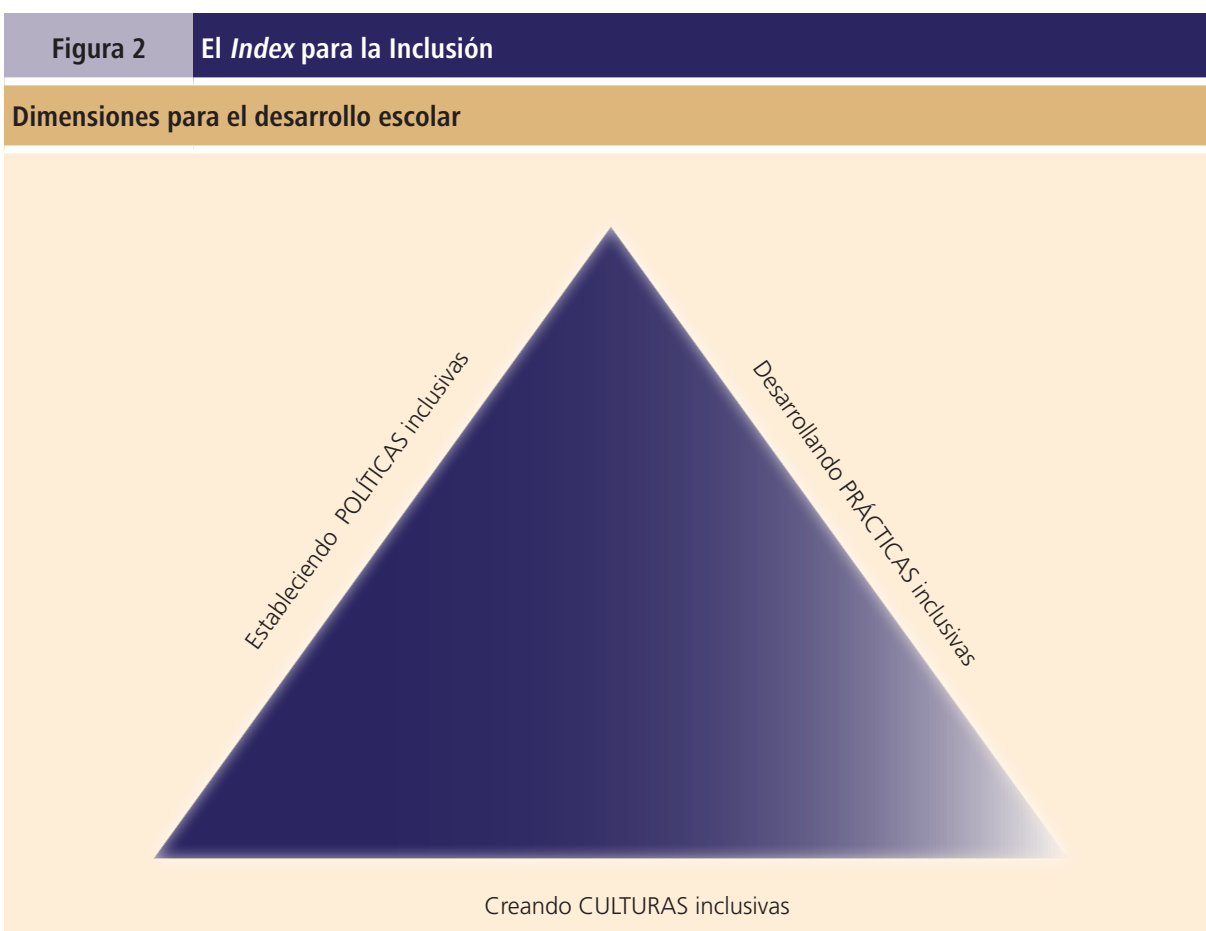 Figura 2
El Index para la Inclusión
Dimensiones para el desarrollo escolar
Estableciendo POLÍTICAS inclusivas
Desarrollando PRÁCTICAS inclusivas
Creando CULTURAS inclusivas